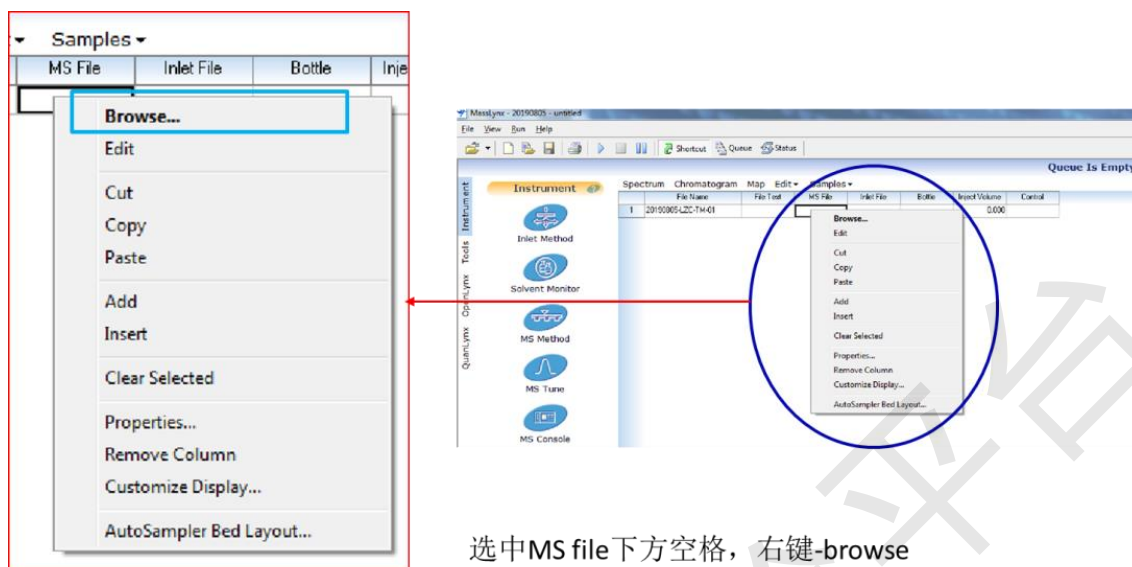 Samples
MS File Inlet File Bottle Inje
Browse...
Edit
Cut
Copy
Paste
Add
Insert
Clear Selected
Properties...
Remove Column
Customize Display...
AutoSampler Bed Layout...
MassLynx - 20190805 - untitled
File View Run Help
Shortcut Queue Status
Queue Is Empty
Instrument
Tools
OpenLynx
QuanLynx
Instrument
Inlet Method
Solvent Monitor
MS Method
MS Tune
MS Console
Spectrum Chromatogram Map Edit Samples
File Name File Text MS File Inlet File Bottle Inject Volume Control
1 20190805-LZC-TM-01 0.000
Browse...
Edit
Cut
Copy
Paste
Add
Insert
Clear Selected
Properties...
Remove Column
Customize Display...
AutoSampler Bed Layout...
选中MS file下方空格，右键-browse
平台